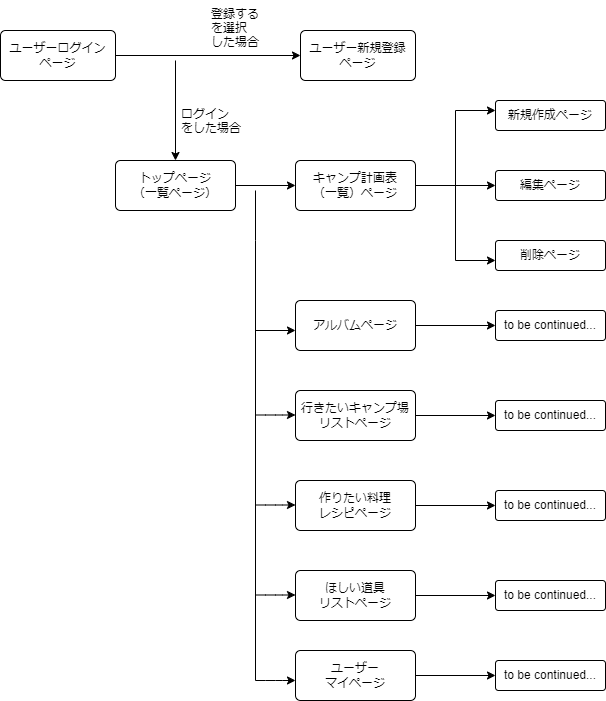 登録する
を選択
した場合
ユーザーログイン
ページ
ユーザー新規登録
ページ
ログイン
をした場合
トップページ
（一覧ページ）
キャンプ計画表
（一覧）ページ
新規作成ページ
編集ページ
削除ページ
アルバムページ
to be continued...
行きたいキャンプ場
リストページ
to be continued...
作りたい料理
レシピページ
to be continued...
ほしい道具
リストページ
to be continued...
ユーザー
マイページ
to be continued...